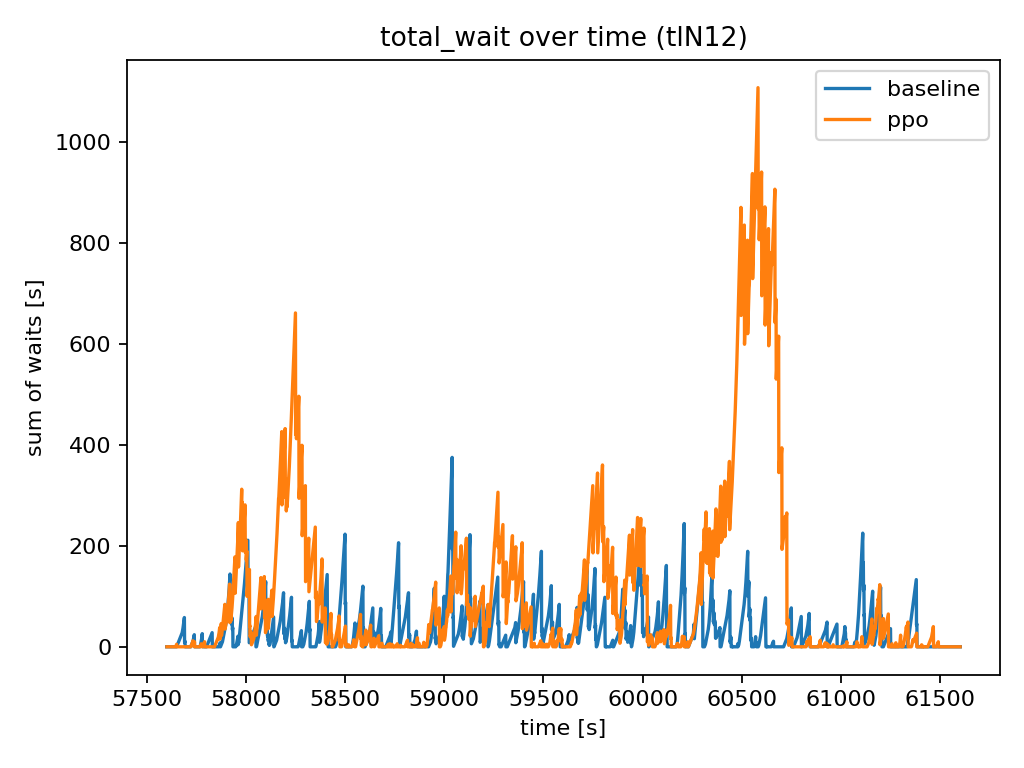 total_wait over time (tlN12)
baseline
ppo
sum of waits [s]
1000
800
600
400
200
0
57500 58000 58500 59000 59500 60000 60500 61000 61500
time [s]